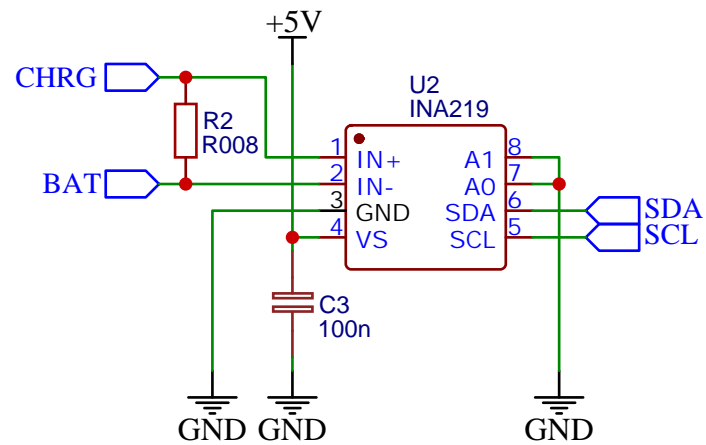 +5V
CHRG
U2
INA219
R2
R008
1 IN+ A1 8
BAT
2 IN- A0 7
3 GND SDA 6 SDA
4 VS SCL 5 SCL
C3
100n
GND GND GND